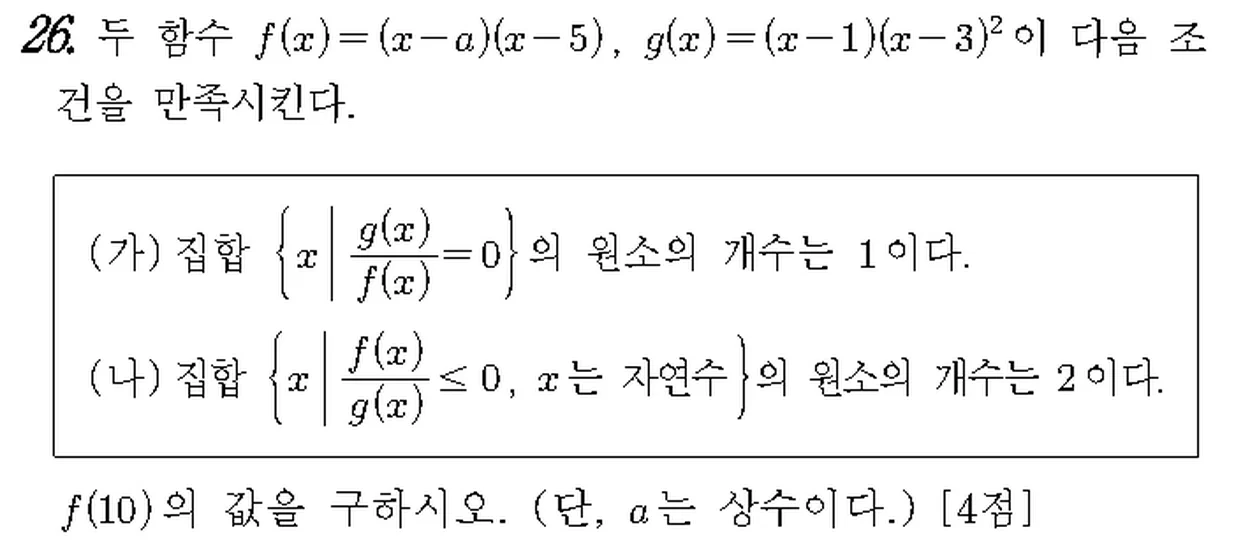 26. 두 함수 f(x)=(x-a)(x-5), g(x)=(x-1)(x-3)²이 다음 조
건을 만족시킨다.
(가) 집합 {x | g(x)/f(x)=0}의 원소의 개수는 1이다.
(나) 집합 {x | f(x)/g(x)≤0, x는 자연수}의 원소의 개수는 2이다.
f(10)의 값을 구하시오. (단, a는 상수이다.) [4점]